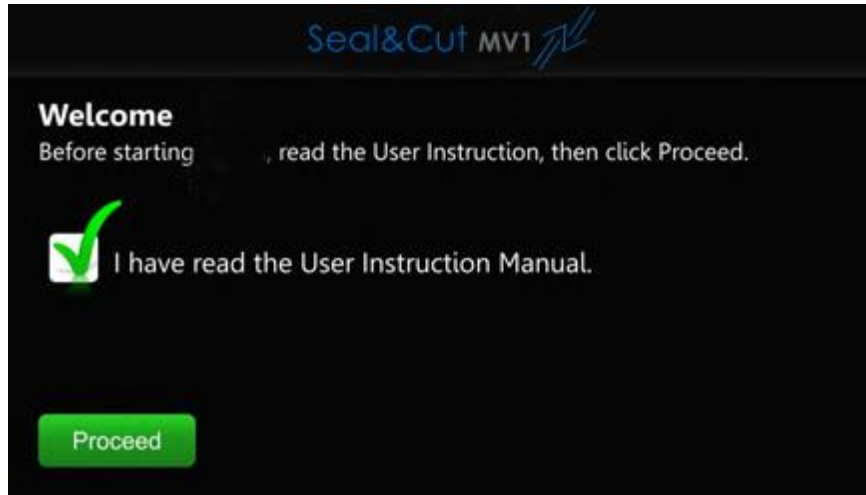 Seal&Cut MV1
Welcome
Before starting , read the User Instruction, then click Proceed.
I have read the User Instruction Manual.
Proceed